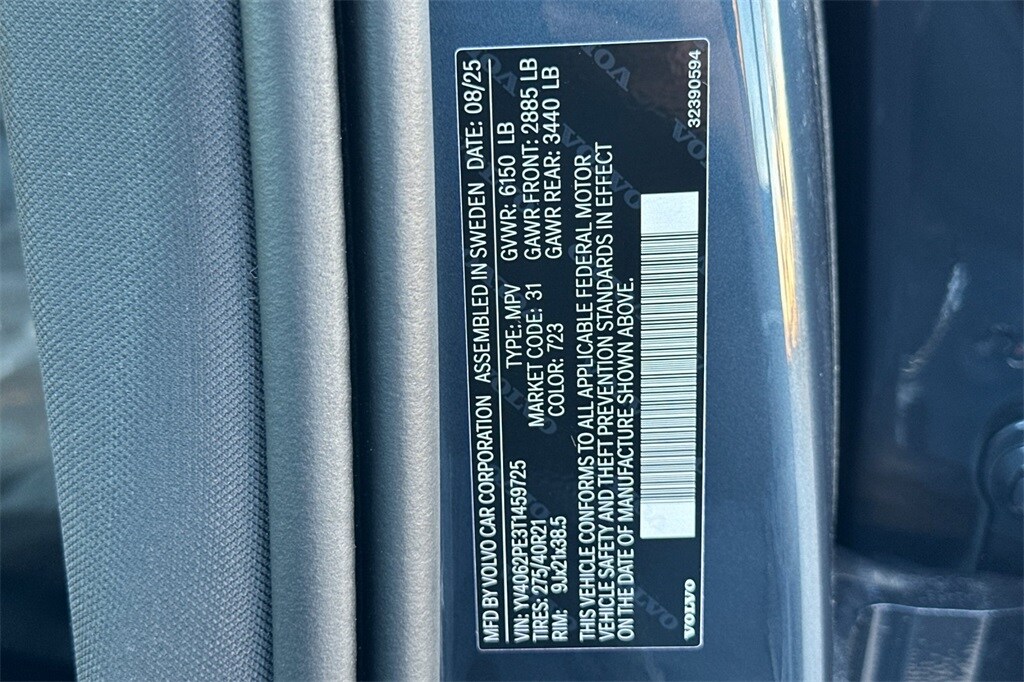 MFD BY VOLVO CAR CORPORATION ASSEMBLED IN SWEDEN DATE: 08/25
VIN: YV4062PE3T1459725 TYPE: MPV GVWR: 6150 LB
TIRES: 275/40R21 MARKET CODE: 31 GAWR FRONT: 2885 LB
RIM: 9Jx21x38.5 COLOR: 723 GAWR REAR: 3440 LB
THIS VEHICLE CONFORMS TO ALL APPLICABLE FEDERAL MOTOR
VEHICLE SAFETY AND THEFT PREVENTION STANDARDS IN EFFECT
ON THE DATE OF MANUFACTURE SHOWN ABOVE.
VOLVO 32390594